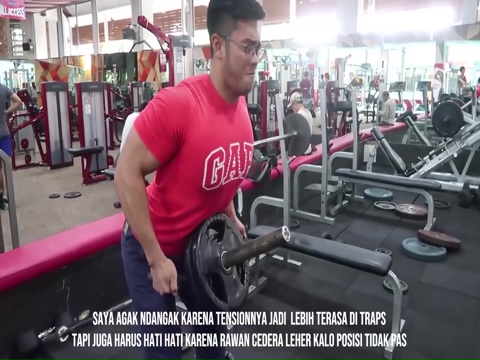 GAP
SAYA AGAK NDANGAK KARENA TENSIONNYA JADI LEBIH TERASA DI TRAPS
TAPI JUGA HARUS HATI HATI KARENA RAWAN CEDERA LEHER KALO POSISI TIDAK PAS